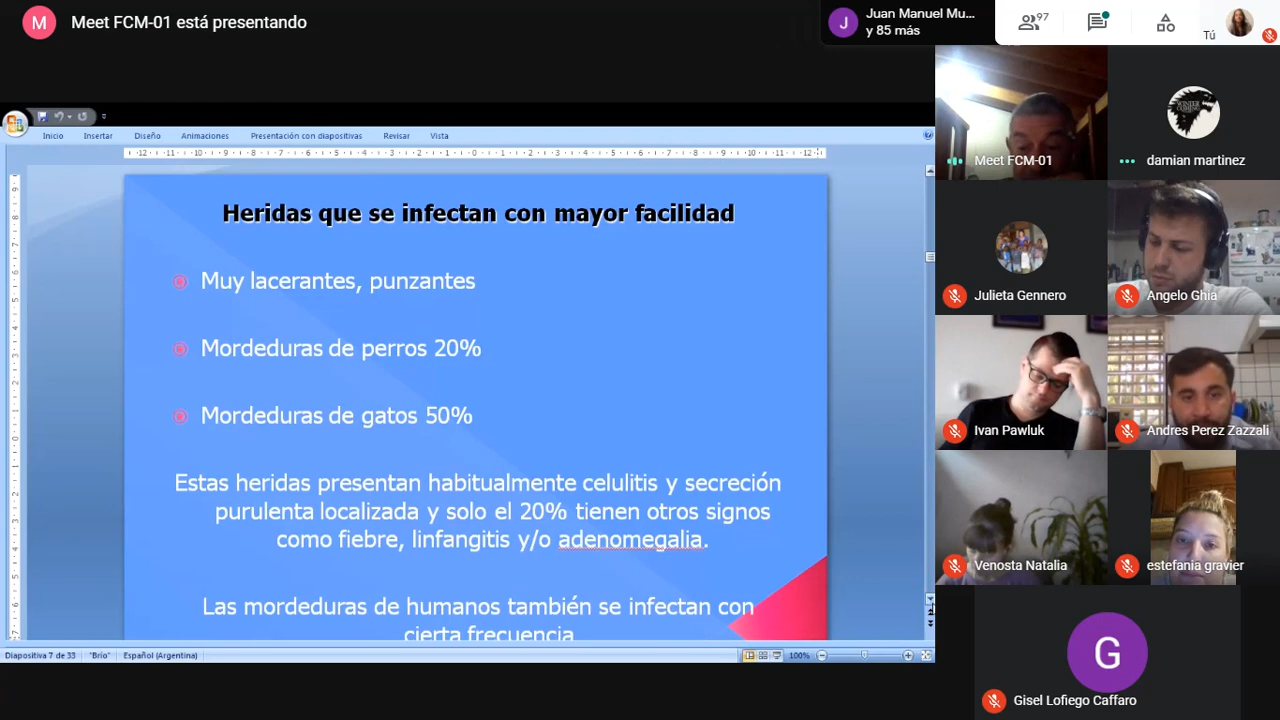 M
Meet FCM-01 está presentando
J
Juan Manuel Mu...
y 85 más
97
Tú
Inicio
Insertar
Diseño
Animaciones
Presentación con diapositivas
Revisar
Vista
Heridas que se infectan con mayor facilidad
Muy lacerantes, punzantes
Mordeduras de perros 20%
Mordeduras de gatos 50%
Estas heridas presentan habitualmente celulitis y secreción
purulenta localizada y solo el 20% tienen otros signos
como fiebre, linfangitis y/o adenomegalia.
Las mordeduras de humanos también se infectan con
cierta frecuencia
Diapositiva 7 de 33
"Brío"
Español (Argentina)
100%
Meet FCM-01
WINTER
COMING
damian martinez
Julieta Gennero
Angelo Ghia
Ivan Pawluk
Andres Perez Zazzali
Venosta Natalia
estefania gravier
G
Gisel Lofiego Caffaro